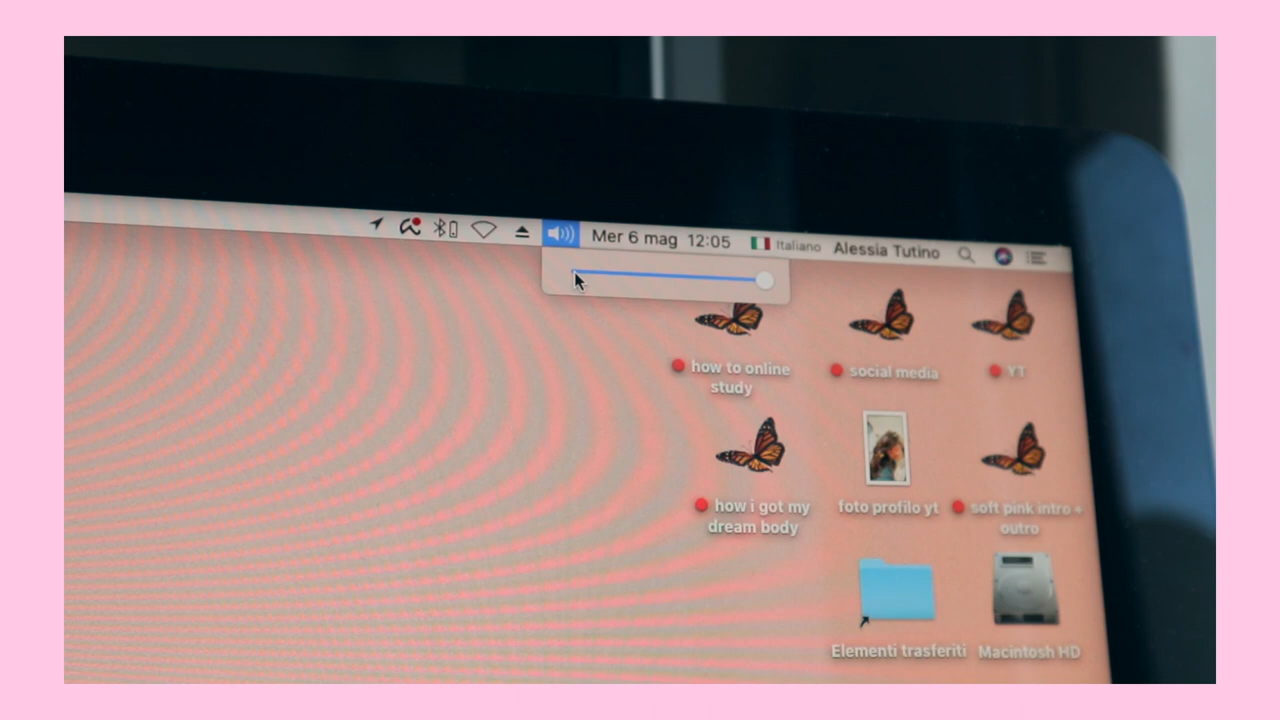 Mer 6 mag 12:05 Italiano Alessia Tutino
how to online
study
social media
YT
how i got my
dream body
foto profilo yt
soft pink intro +
outro
Elementi trasferiti
Macintosh HD